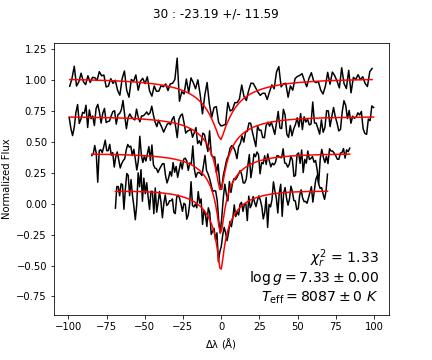 30 : -23.19 +/- 11.59
1.25
1.00
0.75
0.50
0.25
0.00
−0.25
−0.50
−0.75
Normalized Flux
χ²ᵣ = 1.33
log g = 7.33 ± 0.00
T_eff = 8087 ± 0 K
−100 −75 −50 −25 0 25 50 75 100
Δλ (Å)